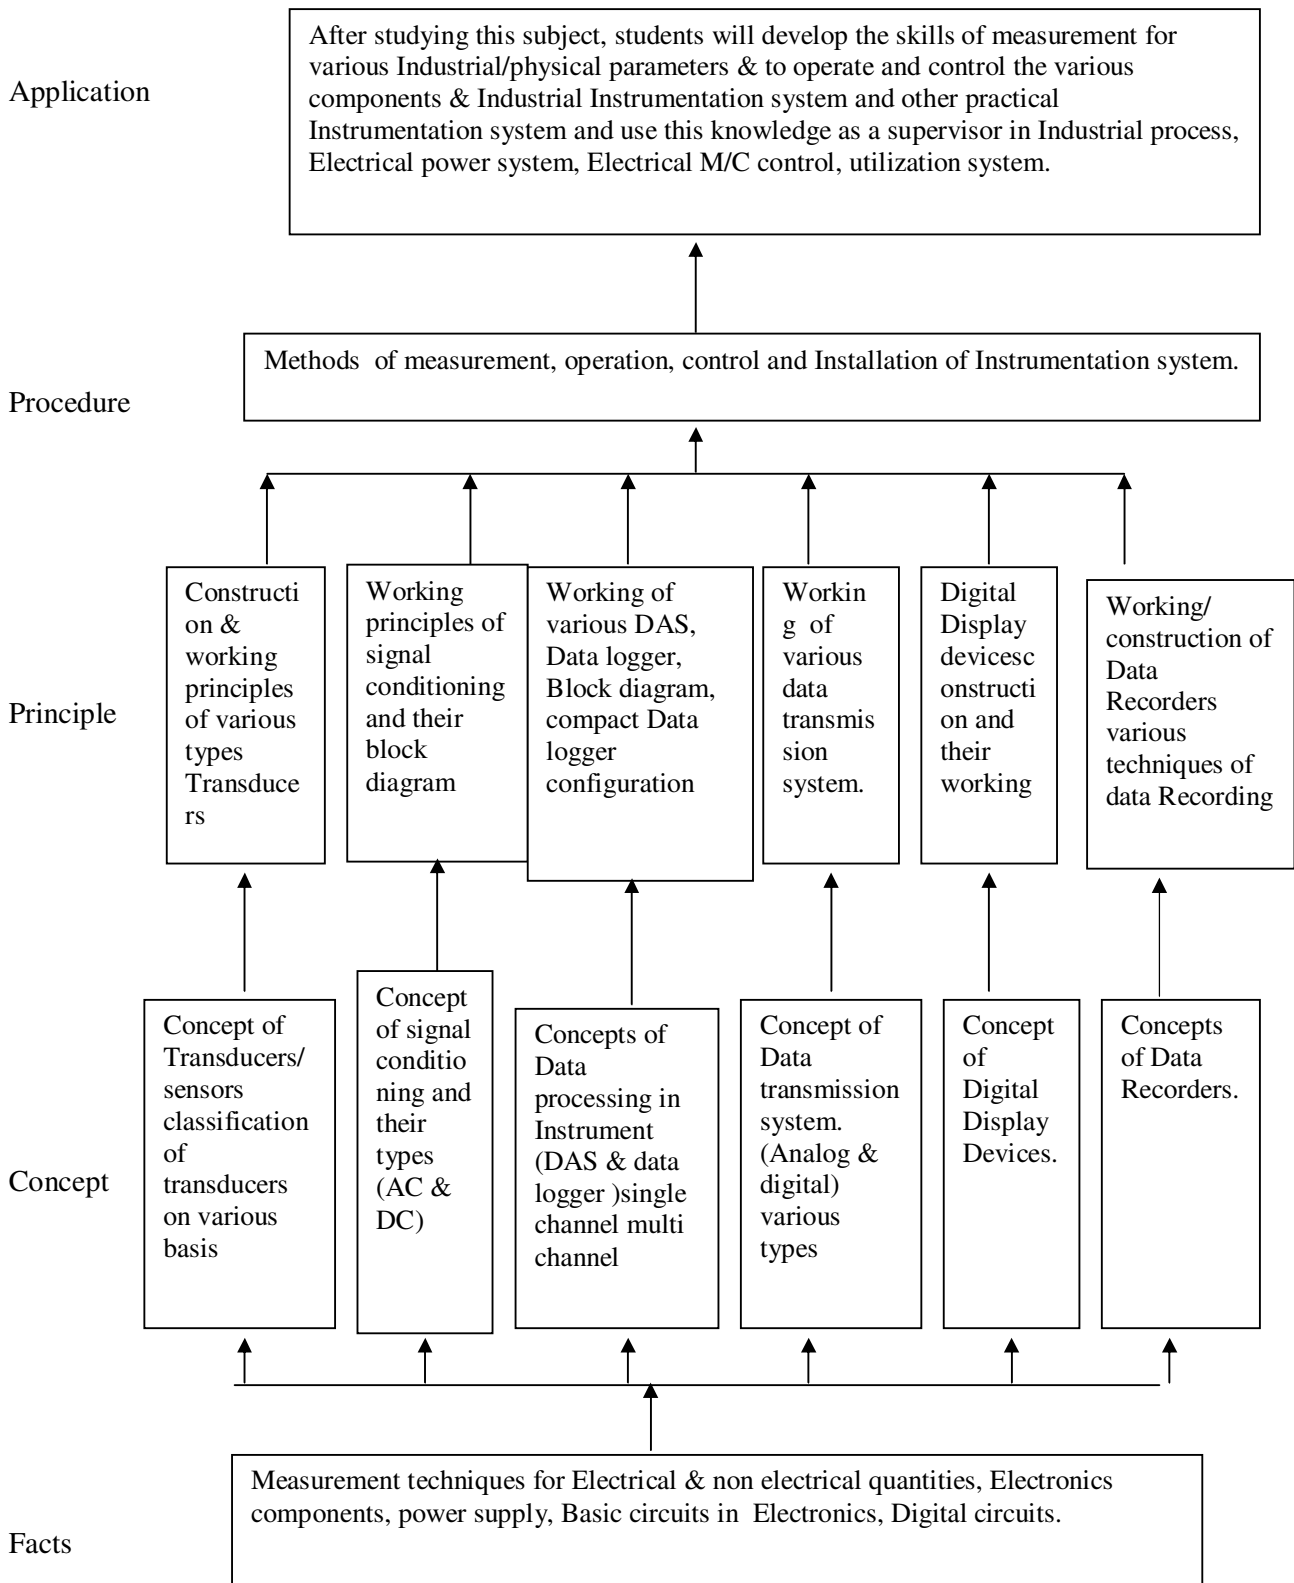 Application
After studying this subject, students will develop the skills of measurement for
various Industrial/physical parameters & to operate and control the various
components & Industrial Instrumentation system and other practical
Instrumentation system and use this knowledge as a supervisor in Industrial process,
Electrical power system, Electrical M/C control, utilization system.
Procedure
Methods of measurement, operation, control and Installation of Instrumentation system.
Principle
Constructi
on &
working
principles
of various
types
Transduce
rs
Working
principles of
signal
conditioning
and their
block
diagram
Working of
various DAS,
Data logger,
Block diagram,
compact Data
logger
configuration
Workin
g of
various
data
transmis
sion
system.
Digital
Display
devicesc
onstructi
on and
their
working
Working/
construction of
Data
Recorders
various
techniques of
data Recording
Concept
Concept of
Transducers/
sensors
classification
of
transducers
on various
basis
Concept
of signal
conditio
ning and
their
types
(AC &
DC)
Concepts of
Data
processing in
Instrument
(DAS & data
logger )single
channel multi
channel
Concept of
Data
transmission
system.
(Analog &
digital)
various
types
Concept
of
Digital
Display
Devices.
Concepts
of Data
Recorders.
Facts
Measurement techniques for Electrical & non electrical quantities, Electronics
components, power supply, Basic circuits in Electronics, Digital circuits.